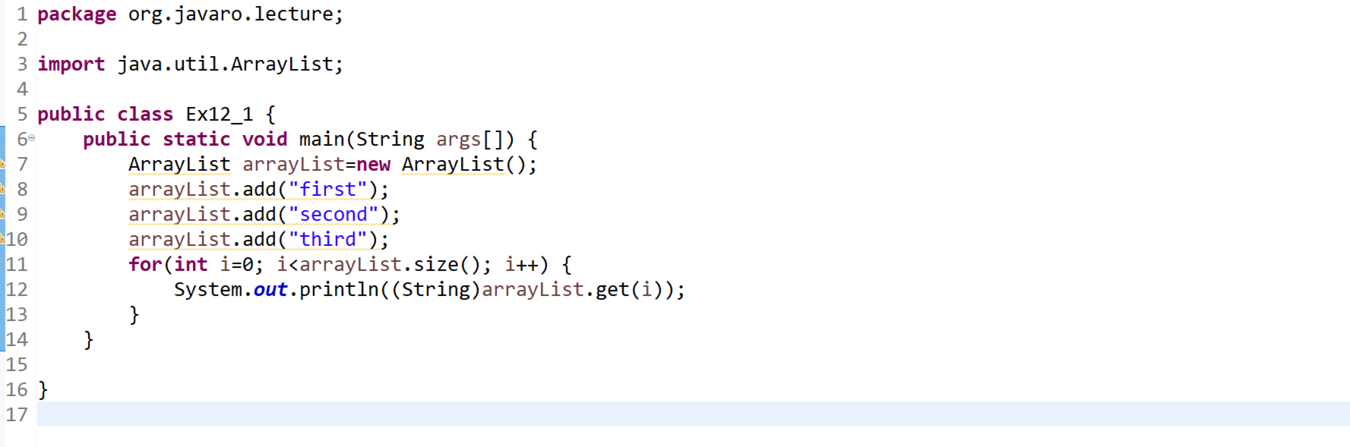 1 package org.javaro.lecture;
2
3 import java.util.ArrayList;
4
5 public class Ex12_1 {
6     public static void main(String args[]) {
7         ArrayList arrayList=new ArrayList();
8         arrayList.add("first");
9         arrayList.add("second");
10         arrayList.add("third");
11         for(int i=0; i<arrayList.size(); i++) {
12             System.out.println((String)arrayList.get(i));
13         }
14     }
15
16 }
17